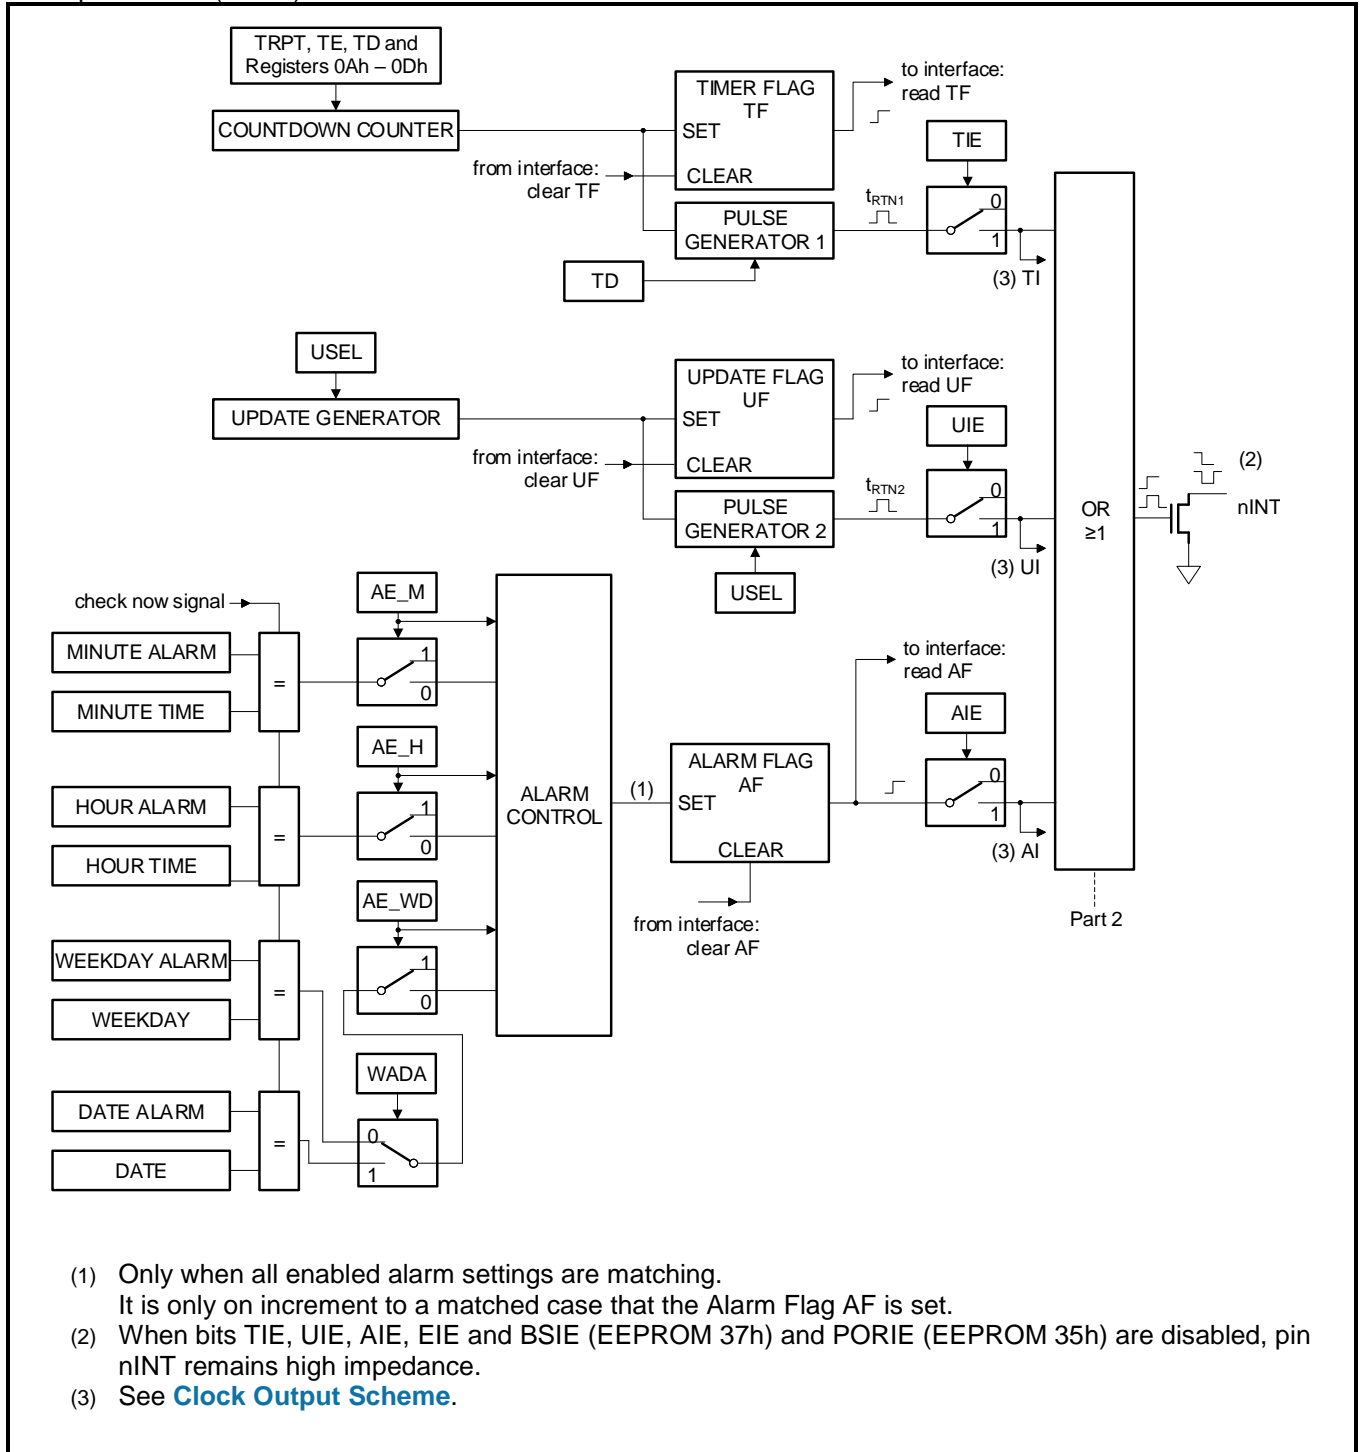 TRPT, TE, TD and
Registers 0Ah – 0Dh
COUNTDOWN COUNTER
from interface:
clear TF
TIMER FLAG
TF
SET
CLEAR
to interface:
read TF
TIE
PULSE
GENERATOR 1
tRTN1
0
1
(3) TI
TD
USEL
UPDATE GENERATOR
from interface:
clear UF
UPDATE FLAG
UF
SET
CLEAR
to interface:
read UF
UIE
PULSE
GENERATOR 2
tRTN2
0
1
(3) UI
USEL
OR
≥1
(2)
nINT
check now signal
MINUTE ALARM
MINUTE TIME
=
AE_M
1
0
HOUR ALARM
HOUR TIME
=
AE_H
1
0
WEEKDAY ALARM
WEEKDAY
=
AE_WD
1
0
DATE ALARM
DATE
=
WADA
0
1
ALARM
CONTROL
(1)
ALARM FLAG
AF
SET
CLEAR
from interface:
clear AF
to interface:
read AF
AIE
0
1
(3) AI
Part 2
(1) Only when all enabled alarm settings are matching.
It is only on increment to a matched case that the Alarm Flag AF is set.
(2) When bits TIE, UIE, AIE, EIE and BSIE (EEPROM 37h) and PORIE (EEPROM 35h) are disabled, pin
nINT remains high impedance.
(3) See Clock Output Scheme.